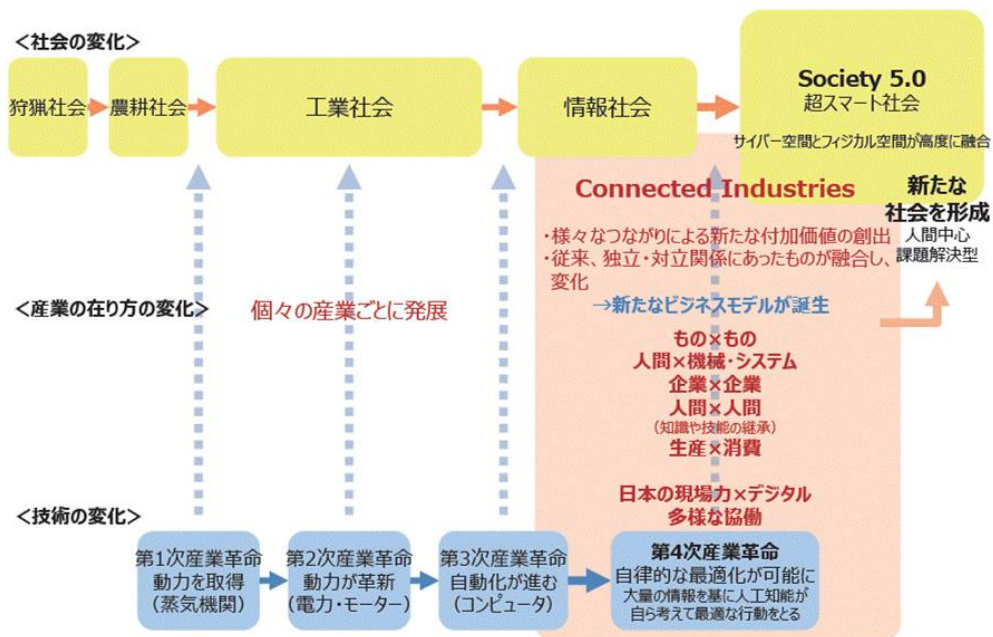 <社会の変化>
狩猟社会
農耕社会
工業社会
情報社会
Society 5.0
超スマート社会
サイバー空間とフィジカル空間が高度に融合
Connected Industries
新たな
社会を形成
人間中心
課題解決型
・様々なつながりによる新たな付加価値の創出
・従来、独立・対立関係にあったものが融合し、
変化
→新たなビジネスモデルが誕生
<産業の在り方の変化>
個々の産業ごとに発展
もの×もの
人間×機械・システム
企業×企業
人間×人間
(知識や技能の継承)
生産×消費
日本の現場力×デジタル
多様な協働
<技術の変化>
第1次産業革命
動力を取得
(蒸気機関)
第2次産業革命
動力が革新
(電力・モーター)
第3次産業革命
自動化が進む
(コンピュータ)
第4次産業革命
自律的な最適化が可能に
大量の情報を基に人工知能が
自ら考えて最適な行動をとる